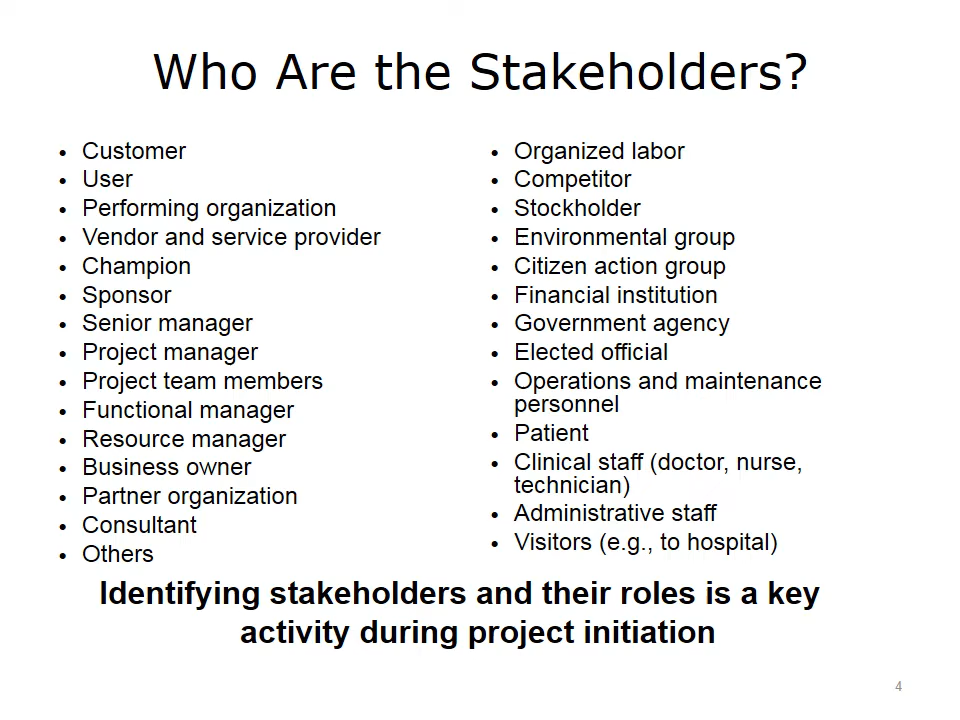 Who Are the Stakeholders?
• Customer
• User
• Performing organization
• Vendor and service provider
• Champion
• Sponsor
• Senior manager
• Project manager
• Project team members
• Functional manager
• Resource manager
• Business owner
• Partner organization
• Consultant
• Others
• Organized labor
• Competitor
• Stockholder
• Environmental group
• Citizen action group
• Financial institution
• Government agency
• Elected official
• Operations and maintenance
personnel
• Patient
• Clinical staff (doctor, nurse,
technician)
• Administrative staff
• Visitors (e.g., to hospital)
Identifying stakeholders and their roles is a key
activity during project initiation
4